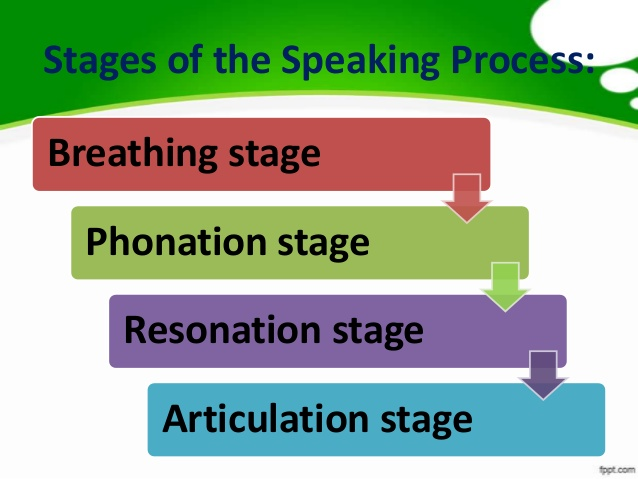 Stages of the Speaking Process:
Breathing stage
Phonation stage
Resonation stage
Articulation stage
fppt.com